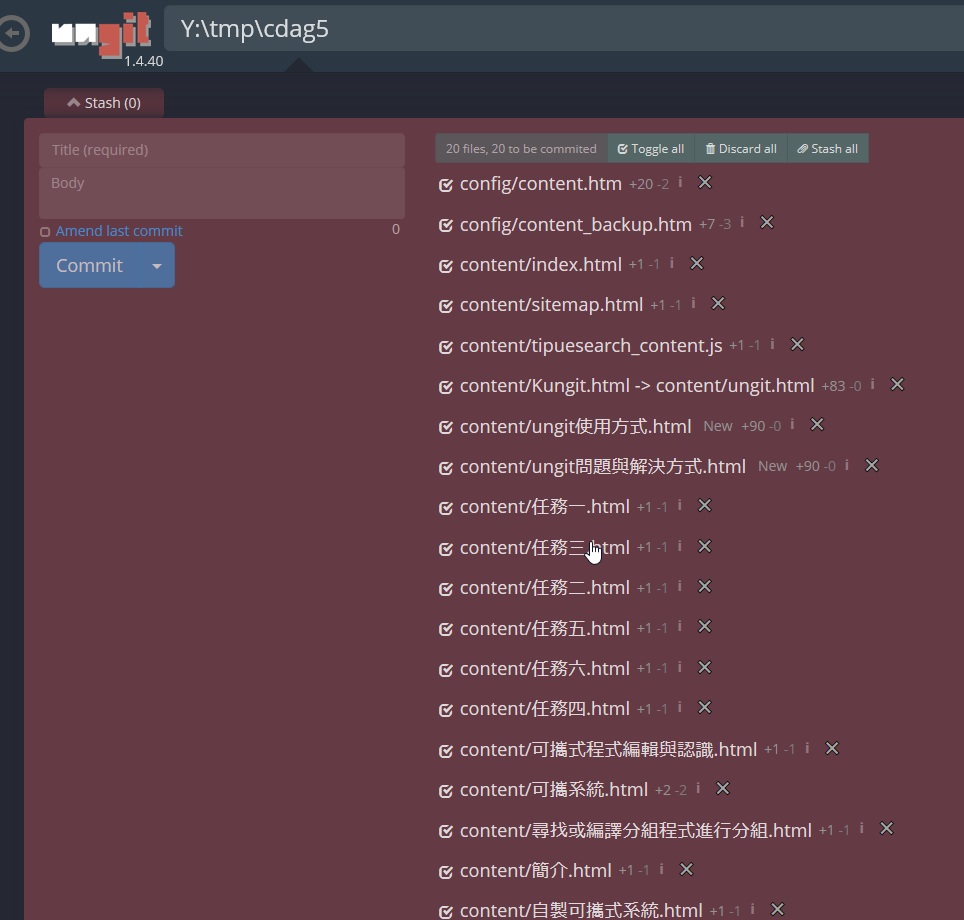 ungit
1.4.40
Y:\tmp\cdag5
Stash (0)
Title (required)
Body
Amend last commit
0
Commit
20 files, 20 to be commited Toggle all Discard all Stash all
config/content.htm +20 -2 i
config/content_backup.htm +7 -3 i
content/index.html +1 -1 i
content/sitemap.html +1 -1 i
content/tipuesearch_content.js +1 -1 i
content/Kungit.html -> content/ungit.html +83 -0 i
content/ungit使用方式.html New +90 -0 i
content/ungit問題與解決方式.html New +90 -0 i
content/任務一.html +1 -1 i
content/任務三.html +1 -1 i
content/任務二.html +1 -1 i
content/任務五.html +1 -1 i
content/任務六.html +1 -1 i
content/任務四.html +1 -1 i
content/可攜式程式編輯與認識.html +1 -1 i
content/可攜系統.html +2 -2 i
content/尋找或編譯分組程式進行分組.html +1 -1 i
content/簡介.html +1 -1 i
content/自製可攜式系統.html +1 -1 i